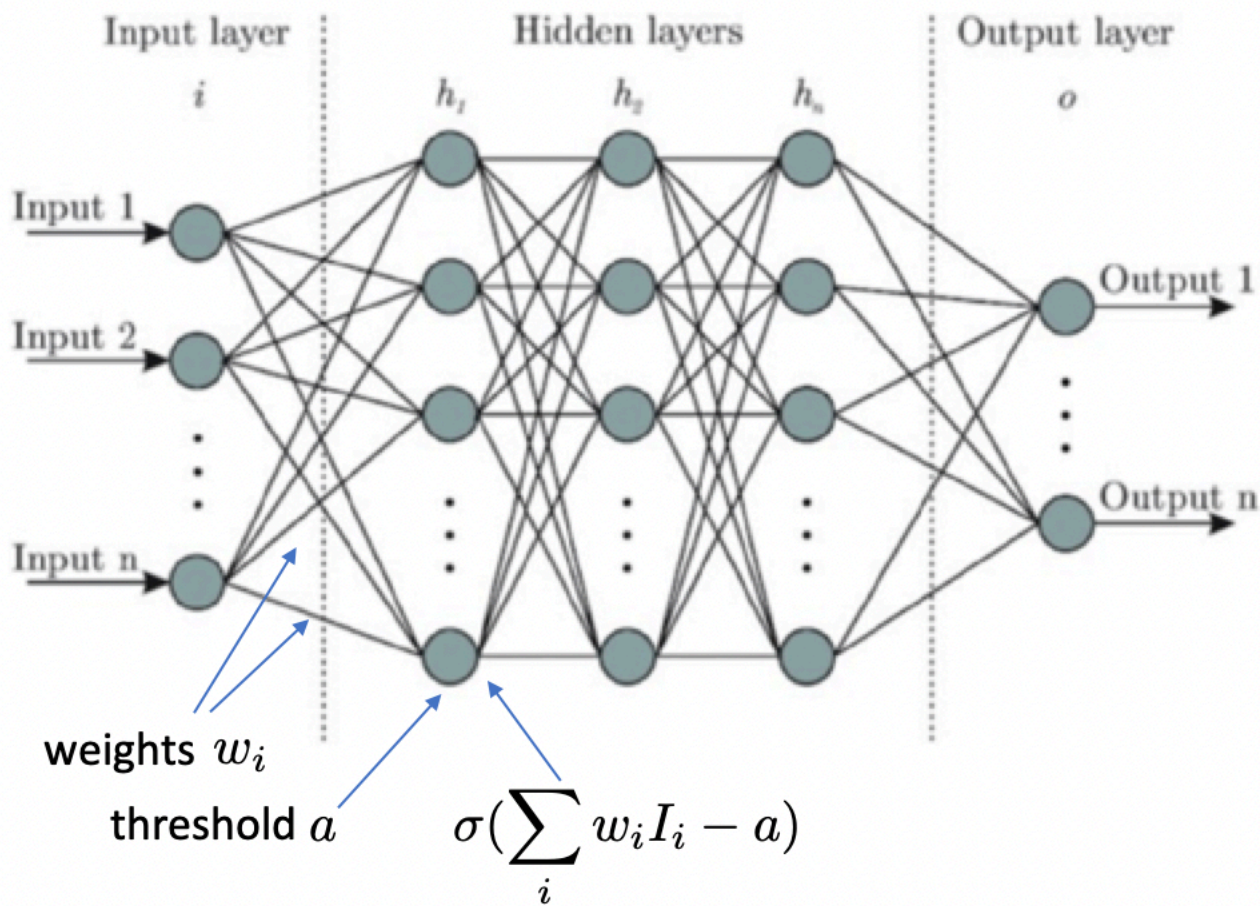 Input layer
Hidden layers
Output layer
i
h₁
h₂
hₙ
o
Input 1
Input 2
Input n
Output 1
Output n
weights wᵢ
threshold a
σ(∑ᵢ wᵢIᵢ − a)